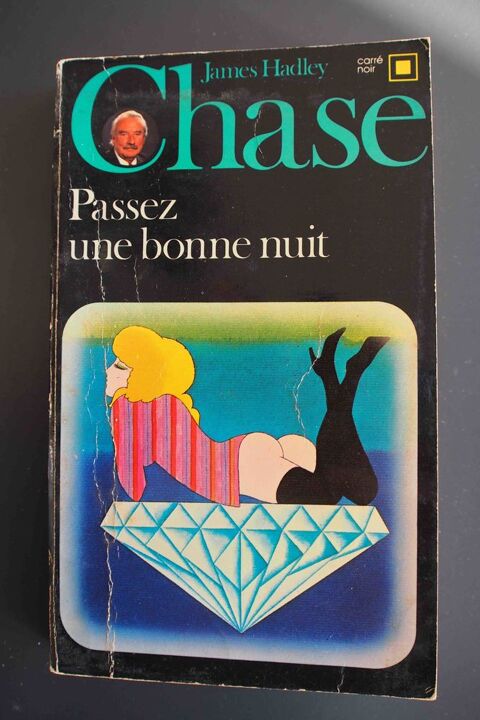 James Hadley
Chase
carré
noir
Passez
une bonne nuit